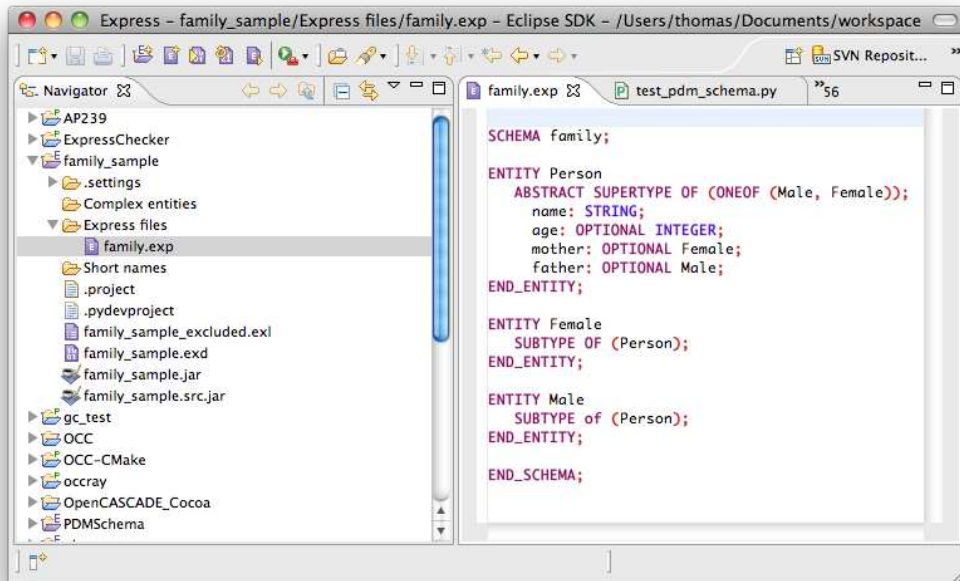 Express - family_sample/Express files/family.exp - Eclipse SDK - /Users/thomas/Documents/workspace
SVN Reposit... »
Navigator
AP239
ExpressChecker
family_sample
.settings
Complex entities
Express files
family.exp
Short names
.project
.pydevproject
family_sample_excluded.exl
family_sample.exd
family_sample.jar
family_sample.src.jar
gc_test
OCC
OCC-CMake
occray
OpenCASCADE_Cocoa
PDMSchema
family.exp
test_pdm_schema.py
»56
SCHEMA family;
ENTITY Person
ABSTRACT SUPERTYPE OF (ONEOF (Male, Female));
name: STRING;
age: OPTIONAL INTEGER;
mother: OPTIONAL Female;
father: OPTIONAL Male;
END_ENTITY;
ENTITY Female
SUBTYPE OF (Person);
END_ENTITY;
ENTITY Male
SUBTYPE of (Person);
END_ENTITY;
END_SCHEMA;